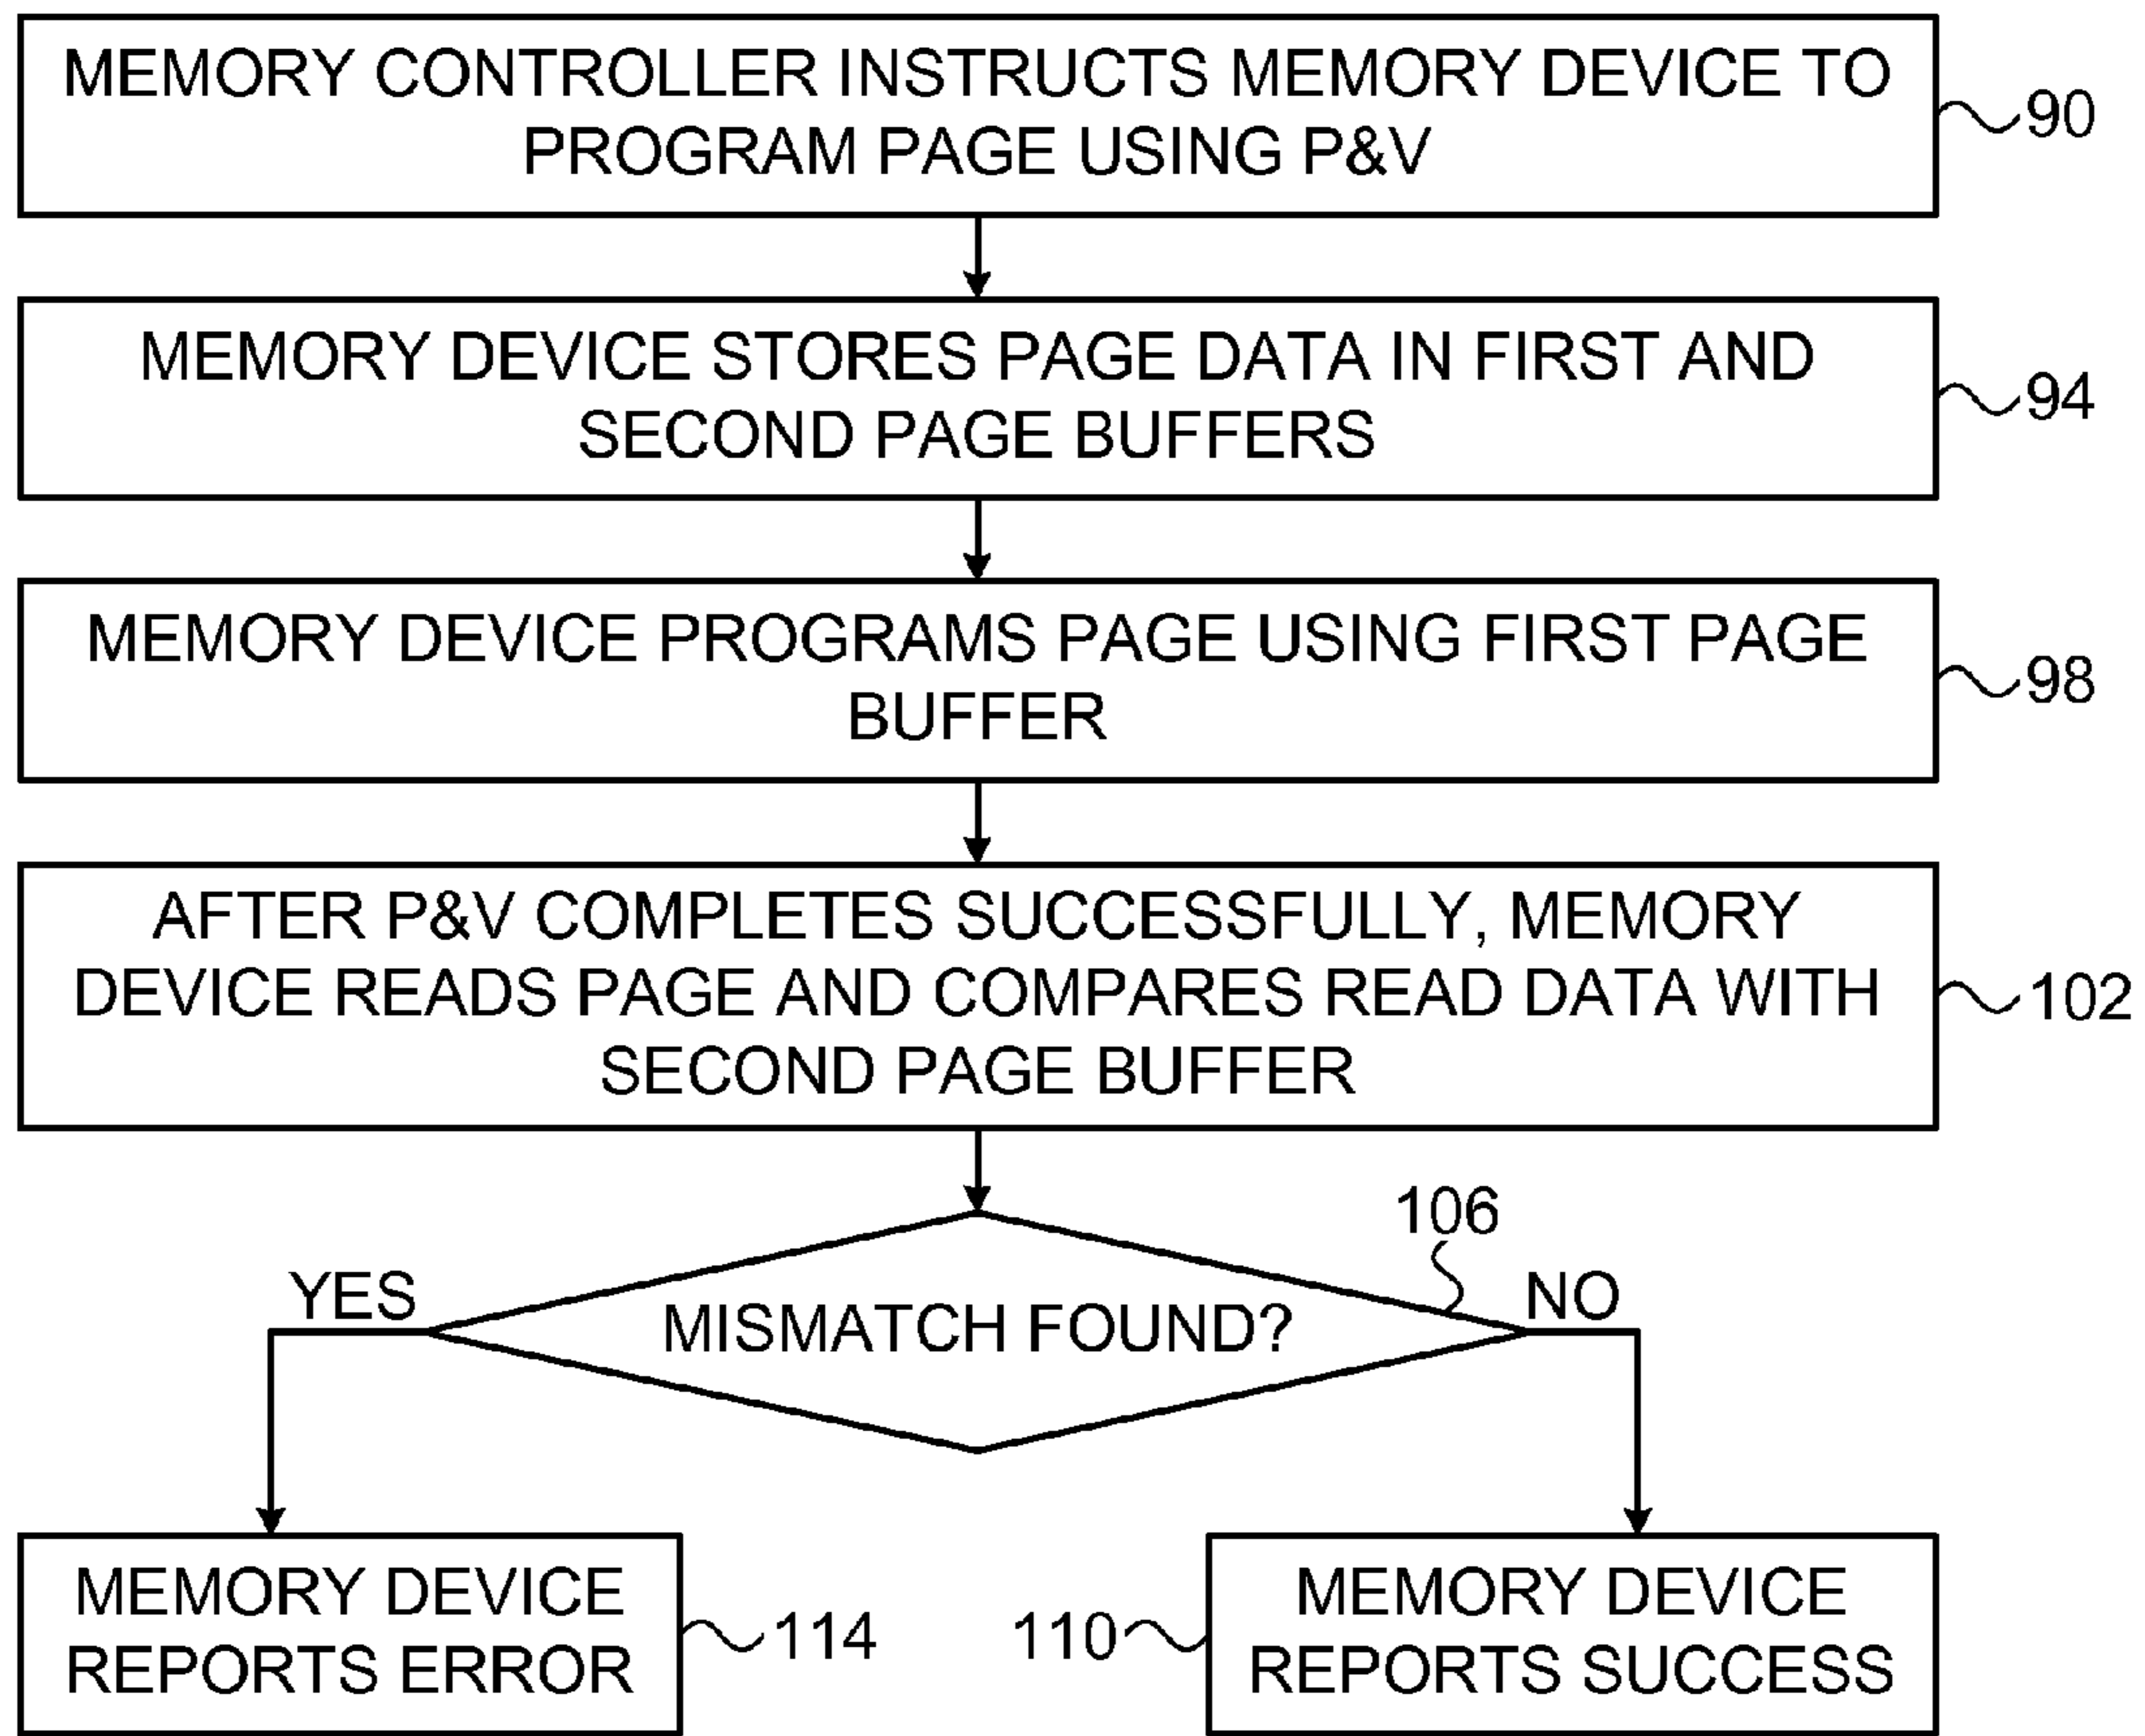 MEMORY CONTROLLER INSTRUCTS MEMORY DEVICE TO
PROGRAM PAGE USING P&V
90
MEMORY DEVICE STORES PAGE DATA IN FIRST AND
SECOND PAGE BUFFERS
94
MEMORY DEVICE PROGRAMS PAGE USING FIRST PAGE
BUFFER
98
AFTER P&V COMPLETES SUCCESSFULLY, MEMORY
DEVICE READS PAGE AND COMPARES READ DATA WITH
SECOND PAGE BUFFER
102
106
YES
MISMATCH FOUND?
NO
MEMORY DEVICE
REPORTS ERROR
114
110
MEMORY DEVICE
REPORTS SUCCESS